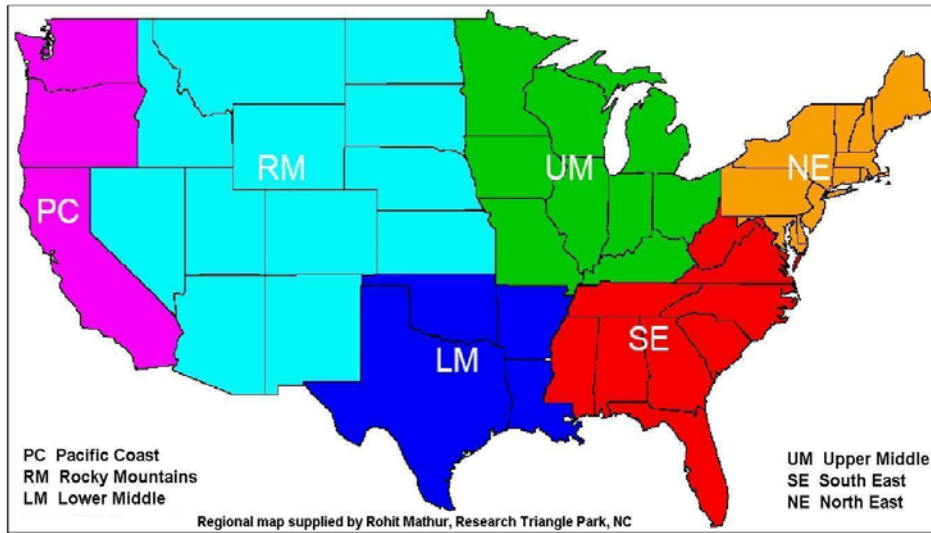 RM
UM
NE
PC
SE
LM
PC Pacific Coast
RM Rocky Mountains
LM Lower Middle
UM Upper Middle
SE South East
NE North East
Regional map supplied by Rohit Mathur, Research Triangle Park, NC